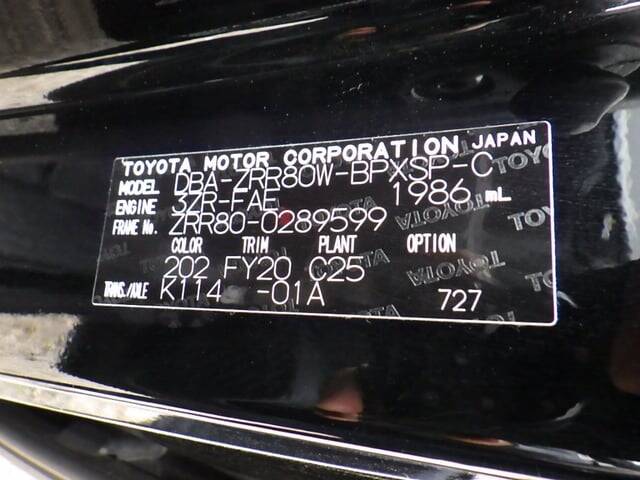 TOYOTA MOTOR CORPORATION JAPAN
MODEL DBA-ZRR80W-BPXSP-C
ENGINE 3ZR-FAE 1986 mL
FRAME No. ZRR80-0289599
COLOR TRIM PLANT OPTION
202 FY20 C25
TRANS./AXLE K114 -01A 727